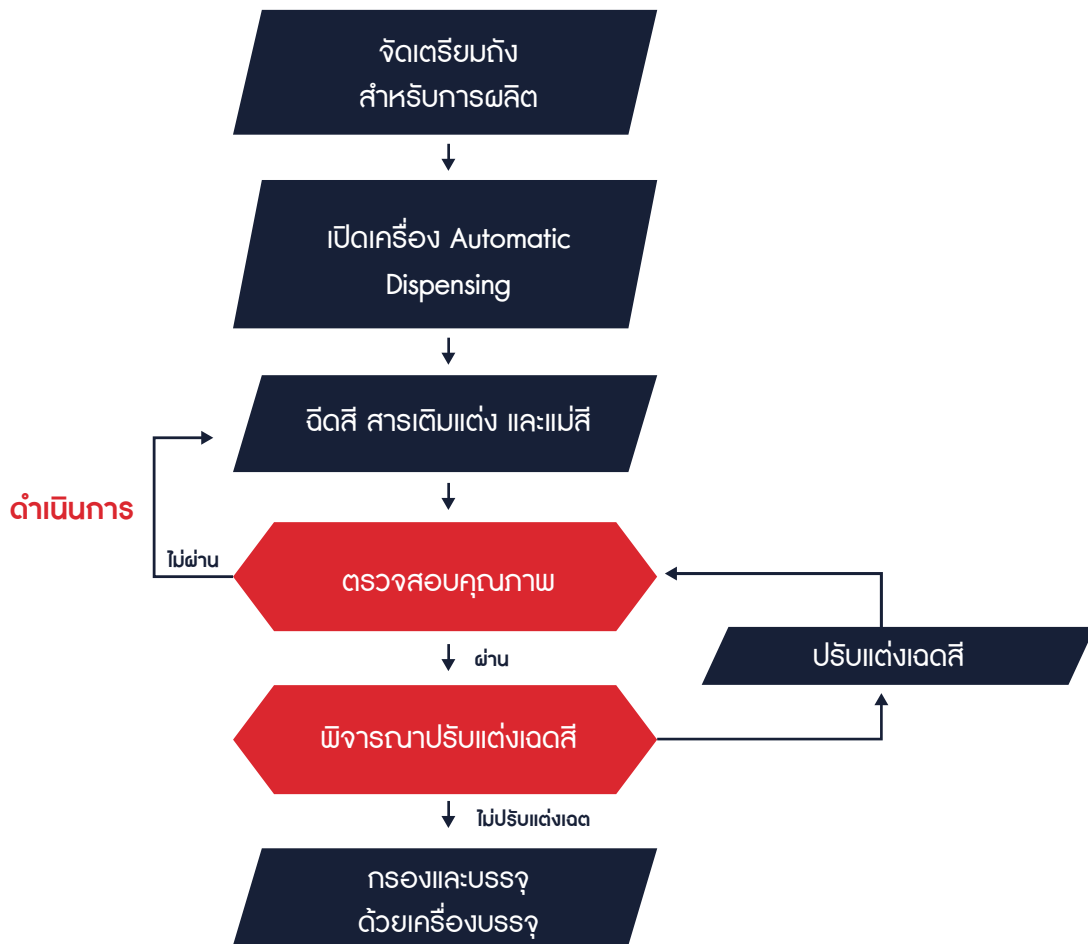 จัดเตรียมถัง
สำหรับการผลิต
เปิดเครื่อง Automatic
Dispensing
ฉีดสี สารเติมแต่ง และแม่สี
ดำเนินการ
ไม่ผ่าน
ตรวจสอบคุณภาพ
ผ่าน
ปรับแต่งเฉดสี
พิจารณาปรับแต่งเฉดสี
ไม่ปรับแต่งเฉต
กรองและบรรจุ
ด้วยเครื่องบรรจุ